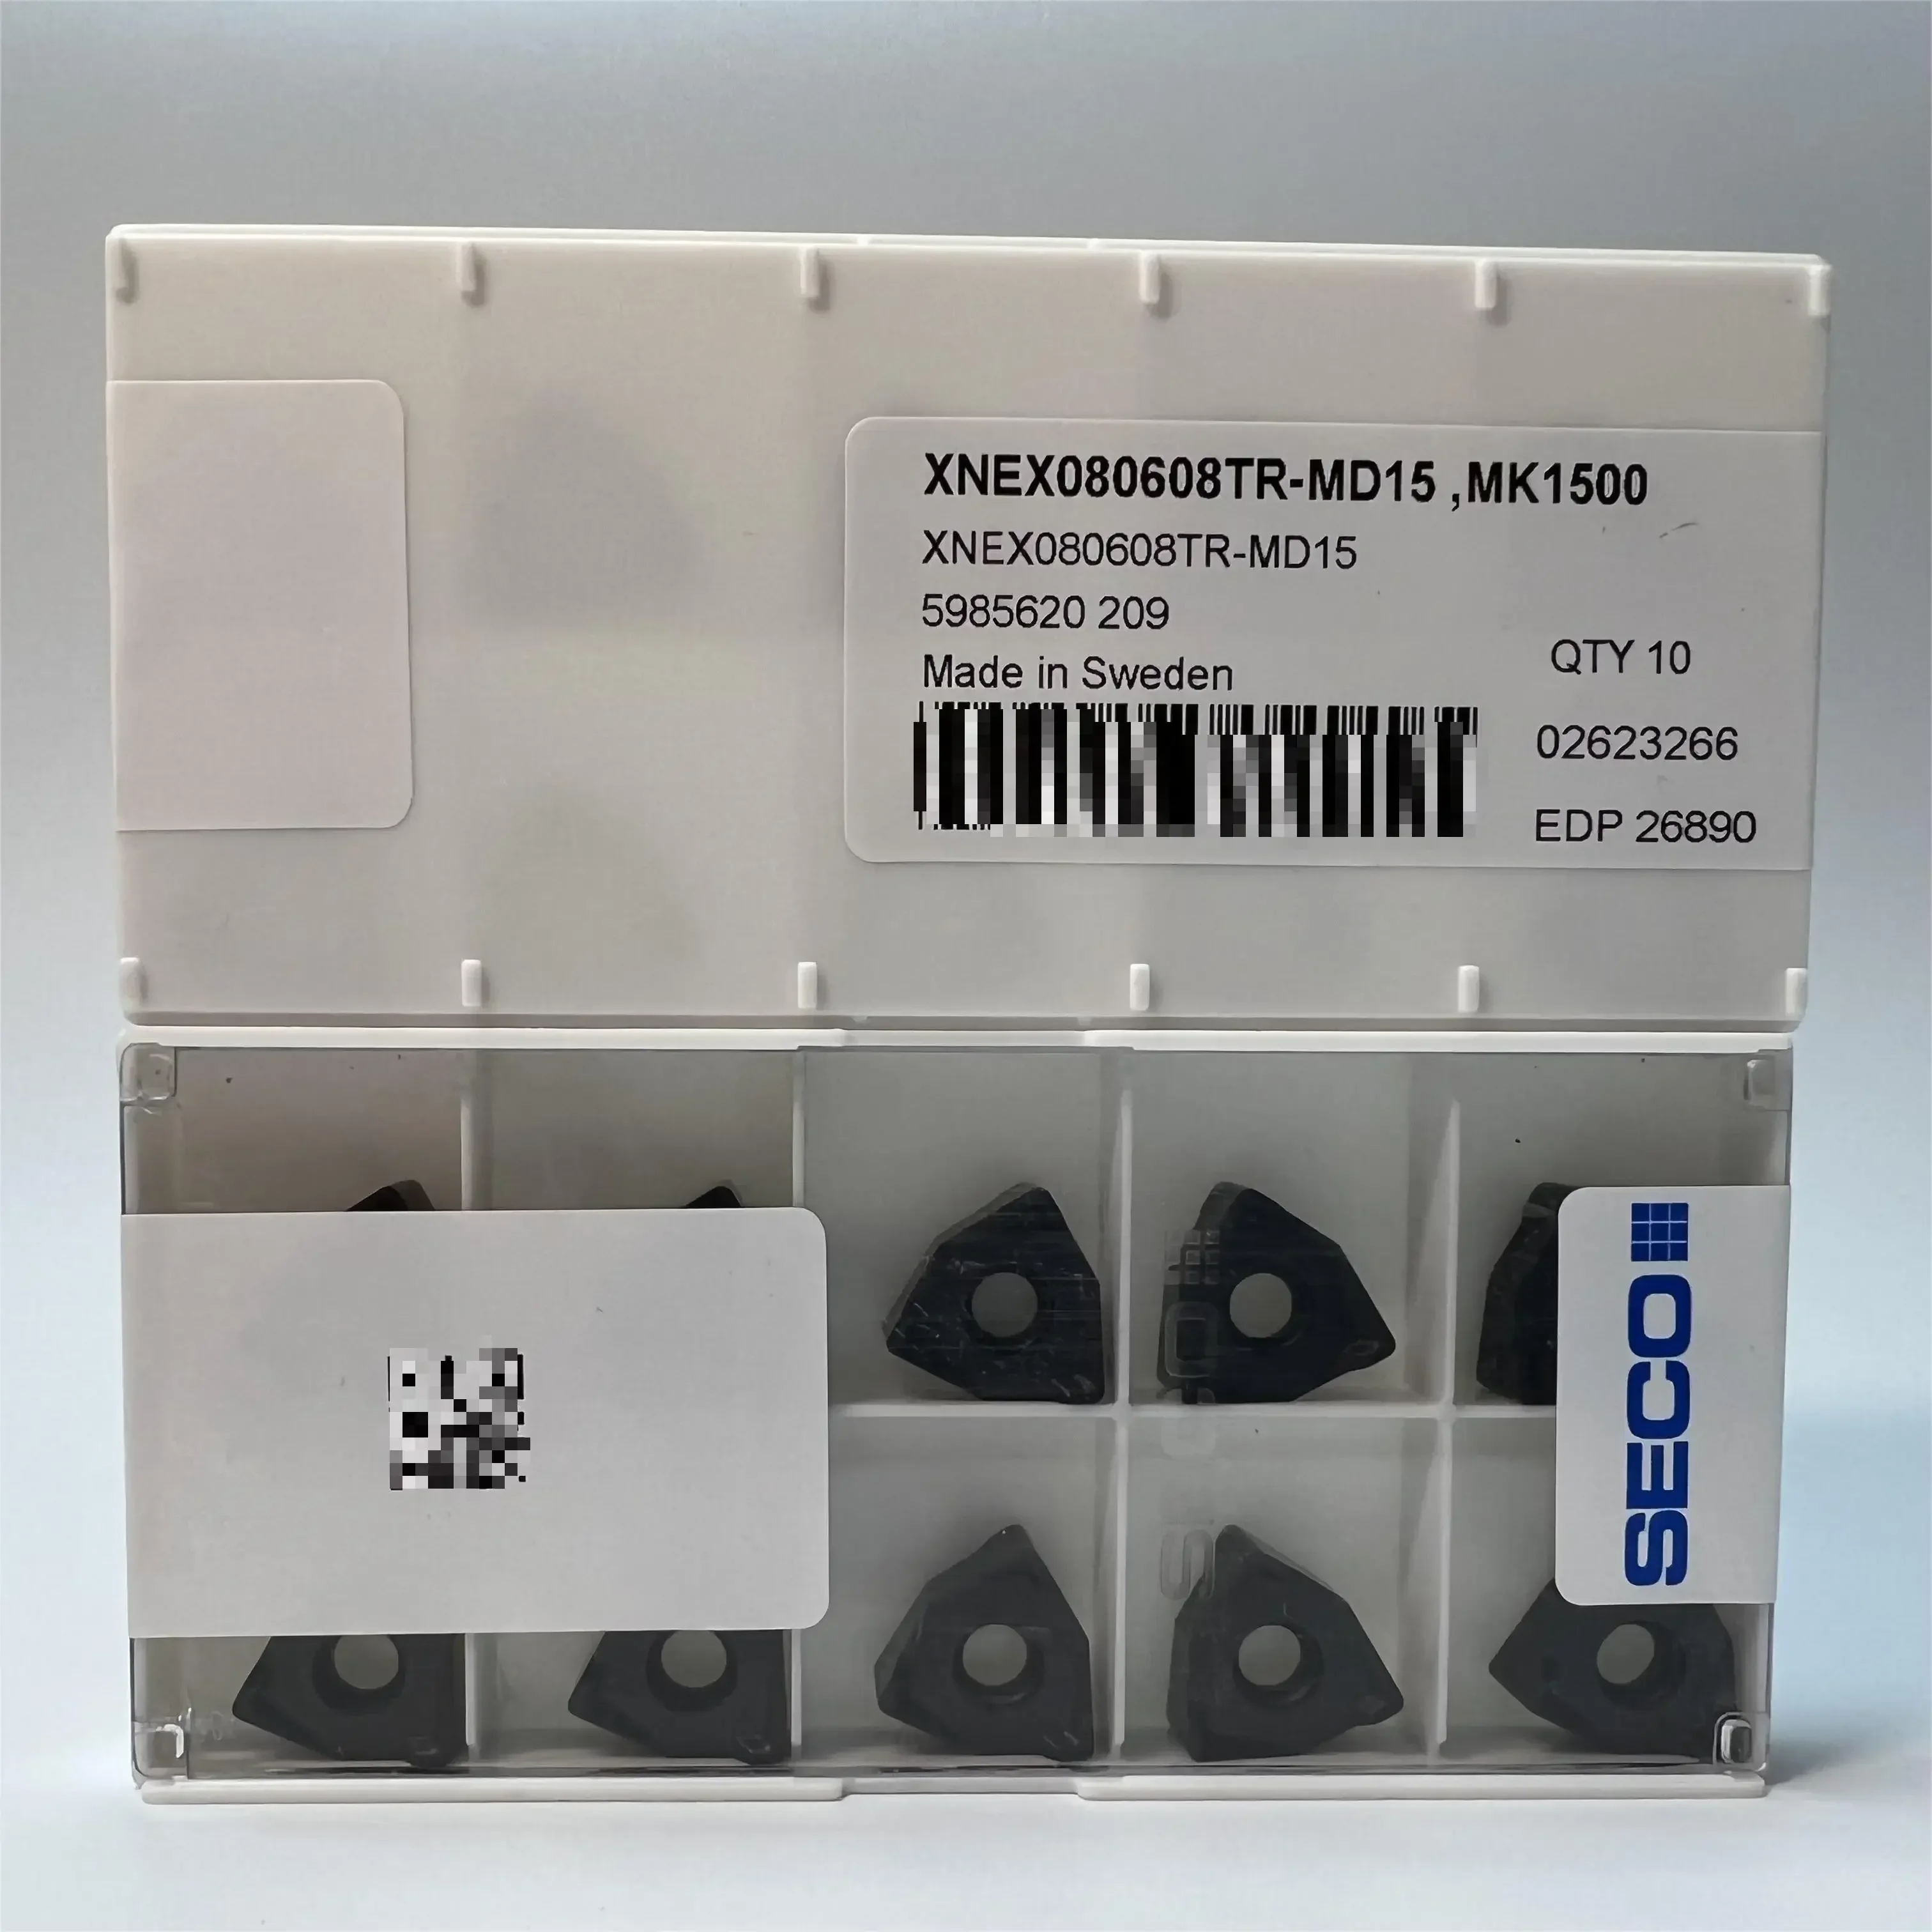 XNEX080608TR-MD15 ,MK1500
XNEX080608TR-MD15
5985620 209
Made in Sweden
QTY 10
02623266
EDP 26890
SECO